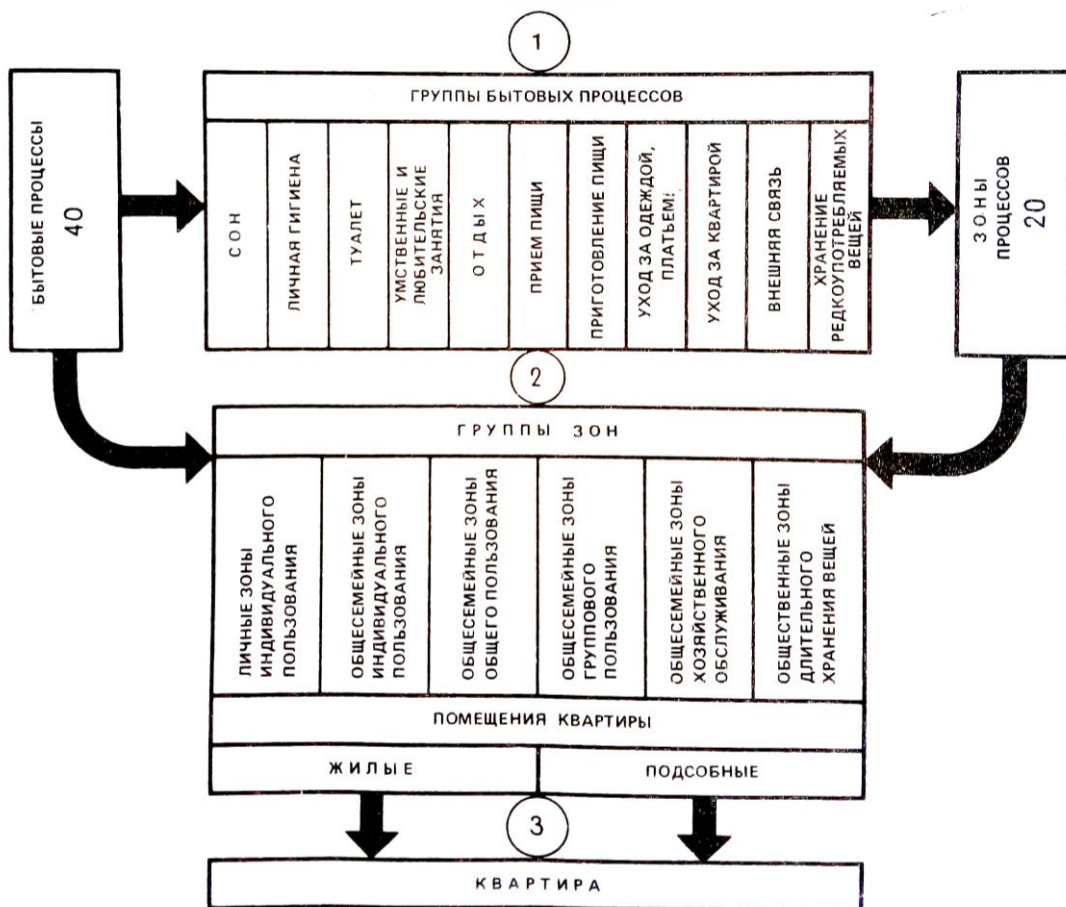 1
БЫТОВЫЕ ПРОЦЕССЫ
40
ГРУППЫ БЫТОВЫХ ПРОЦЕССОВ
СОН
ЛИЧНАЯ ГИГИЕНА
ТУАЛЕТ
УМСТВЕННЫЕ И
ЛЮБИТЕЛЬСКИЕ
ЗАНЯТИЯ
ОТДЫХ
ПРИЕМ ПИЩИ
ПРИГОТОВЛЕНИЕ ПИЩИ
УХОД ЗА ОДЕЖДОЙ,
ПЛАТЬЕМ!
УХОД ЗА КВАРТИРОЙ
ВНЕШНЯЯ СВЯЗЬ
ХРАНЕНИЕ
РЕДКОУПОТРЕБЛЯЕМЫХ
ВЕЩЕЙ
ЗОНЫ
ПРОЦЕССОВ
20
2
ГРУППЫ ЗОН
ЛИЧНЫЕ ЗОНЫ
ИНДИВИДУАЛЬНОГО
ПОЛЬЗОВАНИЯ
ОБЩЕСЕМЕЙНЫЕ ЗОНЫ
ИНДИВИДУАЛЬНОГО
ПОЛЬЗОВАНИЯ
ОБЩЕСЕМЕЙНЫЕ ЗОНЫ
ОБЩЕГО ПОЛЬЗОВАНИЯ
ОБЩЕСЕМЕЙНЫЕ ЗОНЫ
ГРУППОВОГО
ПОЛЬЗОВАНИЯ
ОБЩЕСЕМЕЙНЫЕ ЗОНЫ
ХОЗЯЙСТВЕННОГО
ОБСЛУЖИВАНИЯ
ОБЩЕСТВЕННЫЕ ЗОНЫ
ДЛИТЕЛЬНОГО
ХРАНЕНИЯ ВЕЩЕЙ
ПОМЕЩЕНИЯ КВАРТИРЫ
ЖИЛЫЕ
ПОДСОБНЫЕ
3
КВАРТИРА